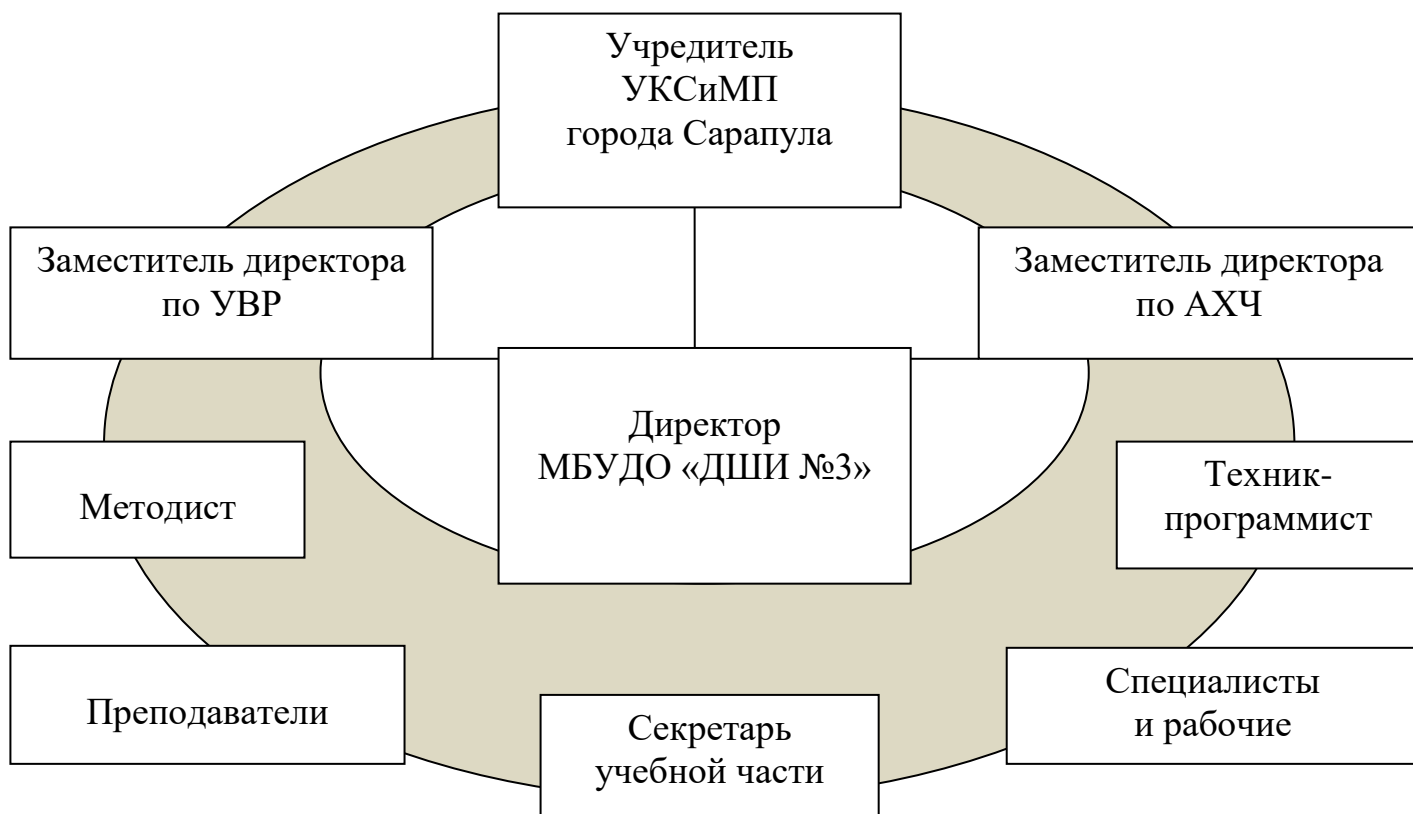 Учредитель
УКСиМП
города Сарапула
Заместитель директора
по УВР
Заместитель директора
по АХЧ
Директор
МБУДО «ДШИ №3»
Методист
Техник-
программист
Преподаватели
Специалисты
и рабочие
Секретарь
учебной части